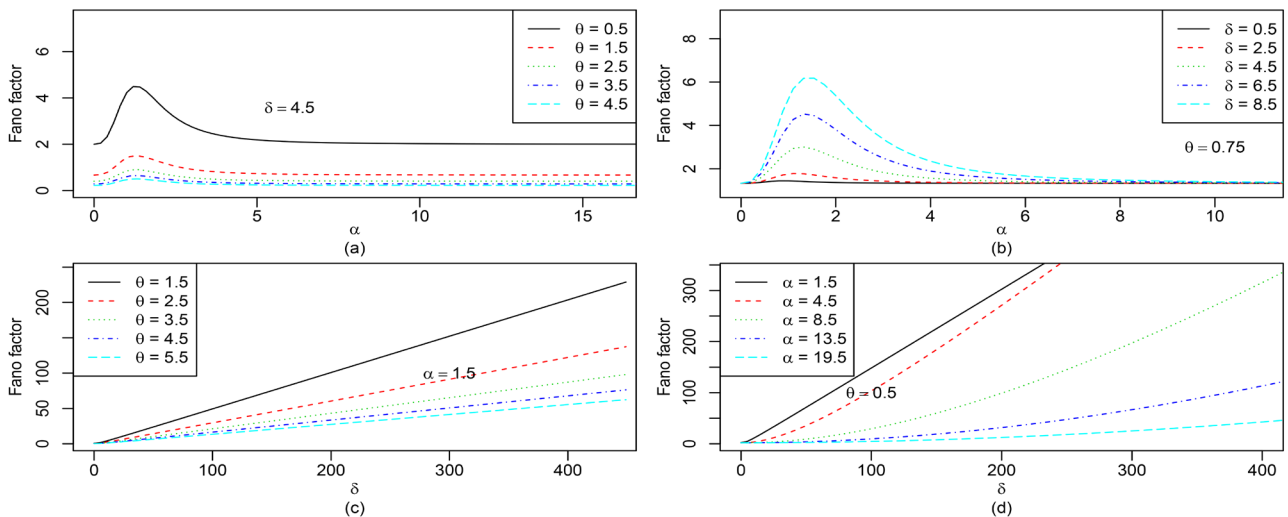 Fano factor
0 2 4 6
0 5 10 15
α
(a)
δ = 4.5
θ = 0.5
θ = 1.5
θ = 2.5
θ = 3.5
θ = 4.5
Fano factor
2 4 6 8
0 2 4 6 8 10
α
(b)
θ = 0.75
δ = 0.5
δ = 2.5
δ = 4.5
δ = 6.5
δ = 8.5
Fano factor
0 50 100 200
0 100 200 300 400
δ
(c)
α = 1.5
θ = 1.5
θ = 2.5
θ = 3.5
θ = 4.5
θ = 5.5
Fano factor
0 100 200 300
0 100 200 300 400
δ
(d)
θ = 0.5
α = 1.5
α = 4.5
α = 8.5
α = 13.5
α = 19.5